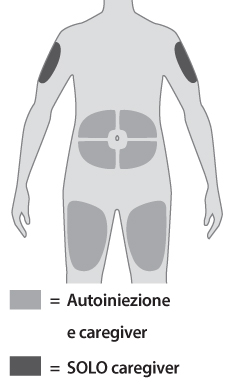 = Autoiniezione
e caregiver
= SOLO caregiver